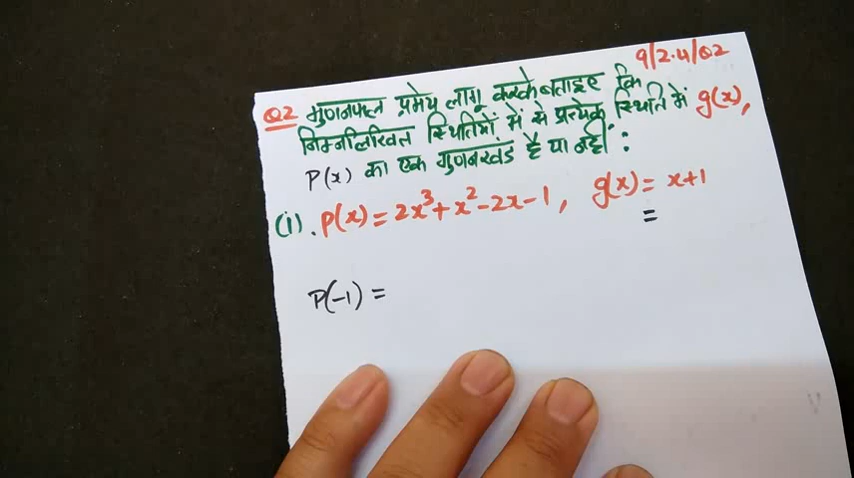 9/2.4/Q2
Q2 गुणनफल प्रमेय लागू करके बताइए कि
निम्नलिखित स्थितियों में से प्रत्येक स्थिति में g(x),
P(x) का एक गुणनखंड है या नहीं :
(i). P(x) = 2x³+x²-2x-1, g(x) = x+1
=
P(-1) =